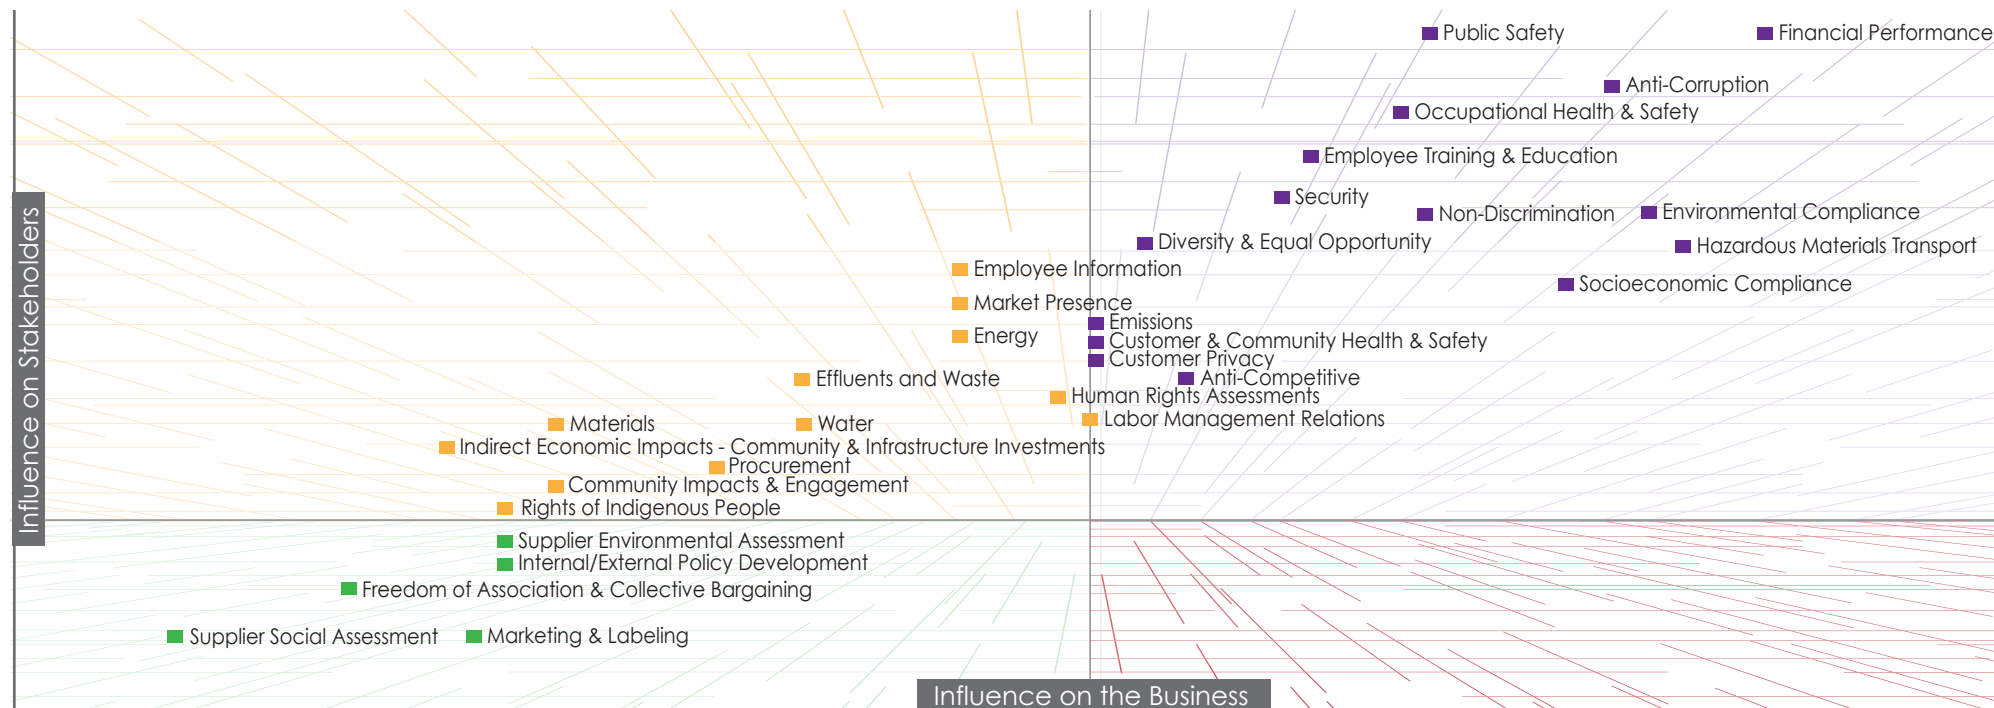 Public Safety
Financial Performance
Anti-Corruption
Occupational Health & Safety
Employee Training & Education
Security
Non-Discrimination
Environmental Compliance
Diversity & Equal Opportunity
Hazardous Materials Transport
Employee Information
Socioeconomic Compliance
Market Presence
Emissions
Energy
Customer & Community Health & Safety
Customer Privacy
Effluents and Waste
Anti-Competitive
Human Rights Assessments
Labor Management Relations
Materials
Water
Indirect Economic Impacts - Community & Infrastructure Investments
Procurement
Community Impacts & Engagement
Rights of Indigenous People
Supplier Environmental Assessment
Internal/External Policy Development
Freedom of Association & Collective Bargaining
Supplier Social Assessment
Marketing & Labeling
Influence on Stakeholders
Influence on the Business